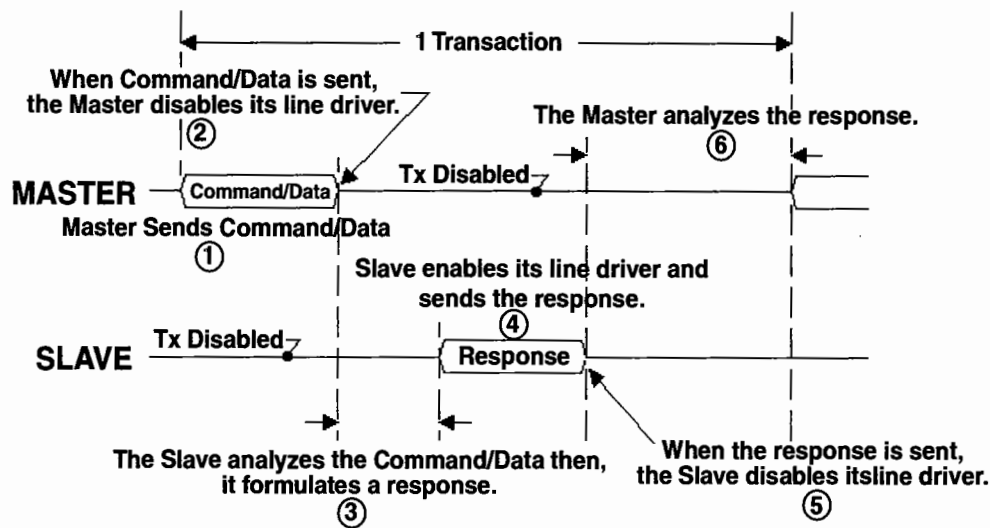 1 Transaction
When Command/Data is sent,
the Master disables its line driver.
②
The Master analyzes the response.
⑥
MASTER
Command/Data
Tx Disabled
Master Sends Command/Data
①
Slave enables its line driver and
sends the response.
④
Tx Disabled
SLAVE
Response
The Slave analyzes the Command/Data then,
it formulates a response.
③
When the response is sent,
the Slave disables itsline driver.
⑤